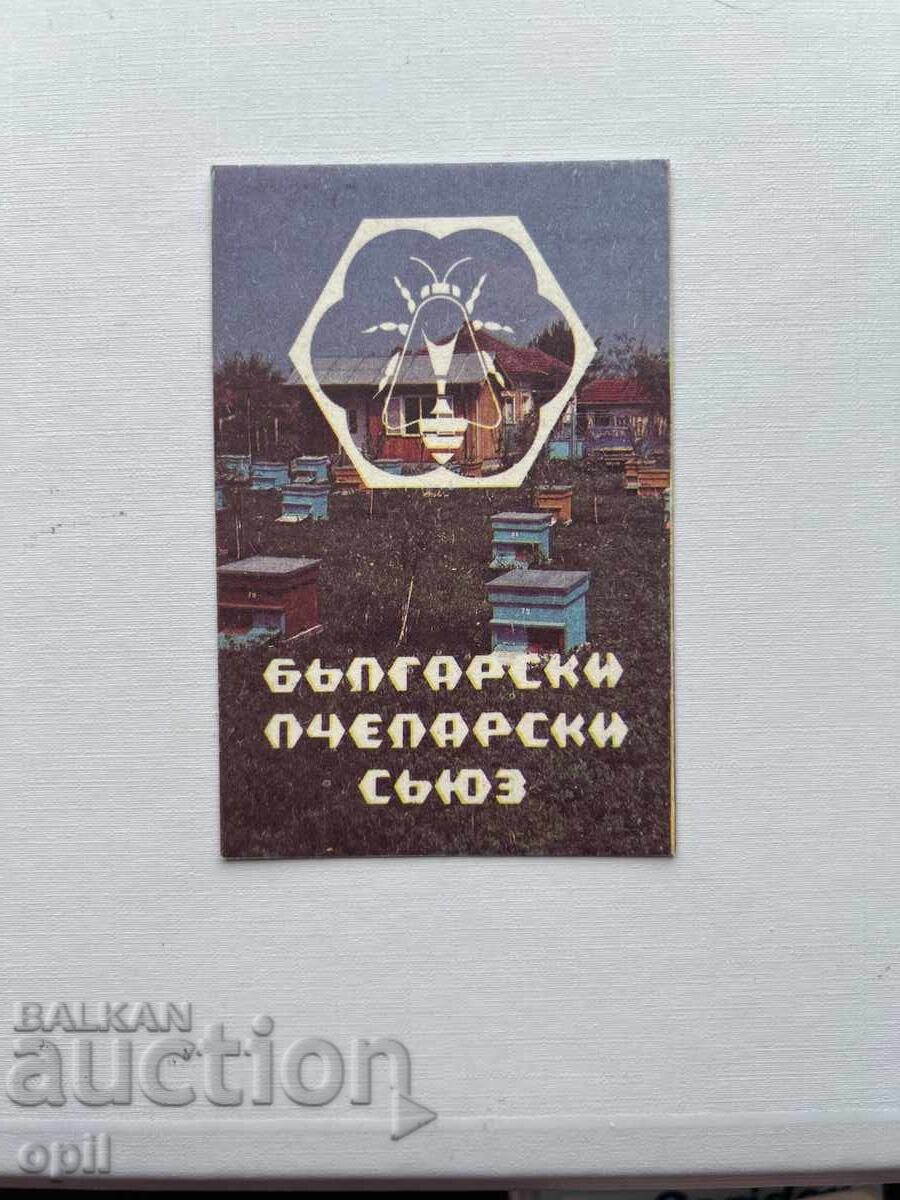 БЪЛГАРСКИ
ПЧЕЛАРСКИ
СЪЮЗ
BALKAN
auction
opil